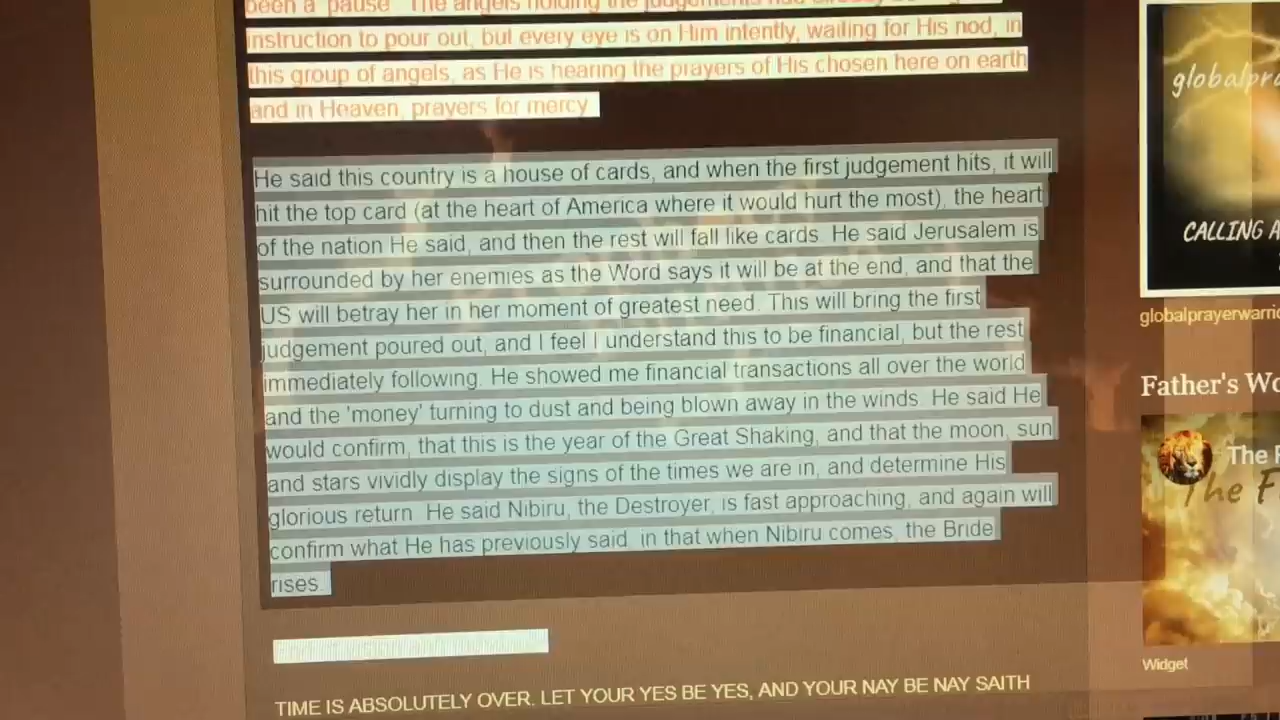 been a 'pause' The angels holding the judgements had
instruction to pour out, but every eye is on Him intently, waiting for His nod, in
this group of angels, as He is hearing the prayers of His chosen here on earth
and in Heaven, prayers for mercy
He said this country is a house of cards, and when the first judgement hits, it will
hit the top card (at the heart of America where it would hurt the most), the heart
of the nation He said, and then the rest will fall like cards. He said Jerusalem is
surrounded by her enemies as the Word says it will be at the end, and that the
US will betray her in her moment of greatest need. This will bring the first
judgement poured out, and I feel I understand this to be financial, but the rest
immediately following. He showed me financial transactions all over the world
and the 'money' turning to dust and being blown away in the winds. He said He
would confirm, that this is the year of the Great Shaking, and that the moon, sun
and stars vividly display the signs of the times we are in, and determine His
glorious return. He said Nibiru, the Destroyer, is fast approaching, and again will
confirm what He has previously said, in that when Nibiru comes, the Bride
rises.
TIME IS ABSOLUTELY OVER. LET YOUR YES BE YES, AND YOUR NAY BE NAY SAITH
globalpra
CALLING A
globalprayerwarri
Father's Wo
The F
The F
Widget